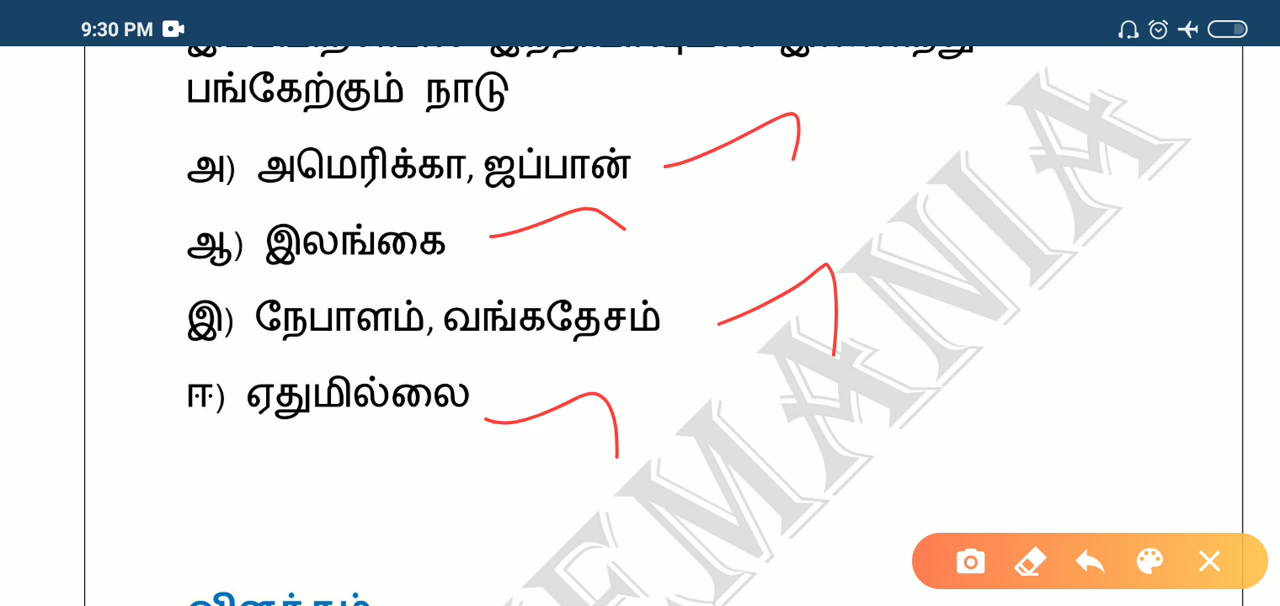 9:30 PM
பங்கேற்கும் நாடு
அ) அமெரிக்கா, ஜப்பான்
ஆ) இலங்கை
இ) நேபாளம், வங்கதேசம்
ஈ) ஏதுமில்லை